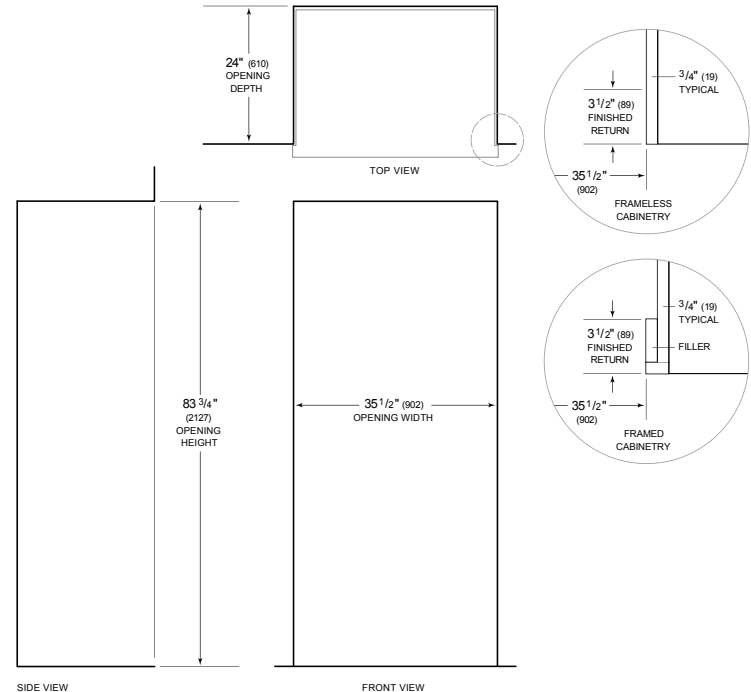 24" (610)
OPENING
DEPTH
TOP VIEW
3/4" (19)
TYPICAL
3 1/2" (89)
FINISHED
RETURN
35 1/2"
(902)
FRAMELESS
CABINETRY
3/4" (19)
TYPICAL
3 1/2" (89)
FINISHED
RETURN
FILLER
35 1/2"
(902)
FRAMED
CABINETRY
83 3/4"
(2127)
OPENING
HEIGHT
35 1/2" (902)
OPENING WIDTH
SIDE VIEW
FRONT VIEW